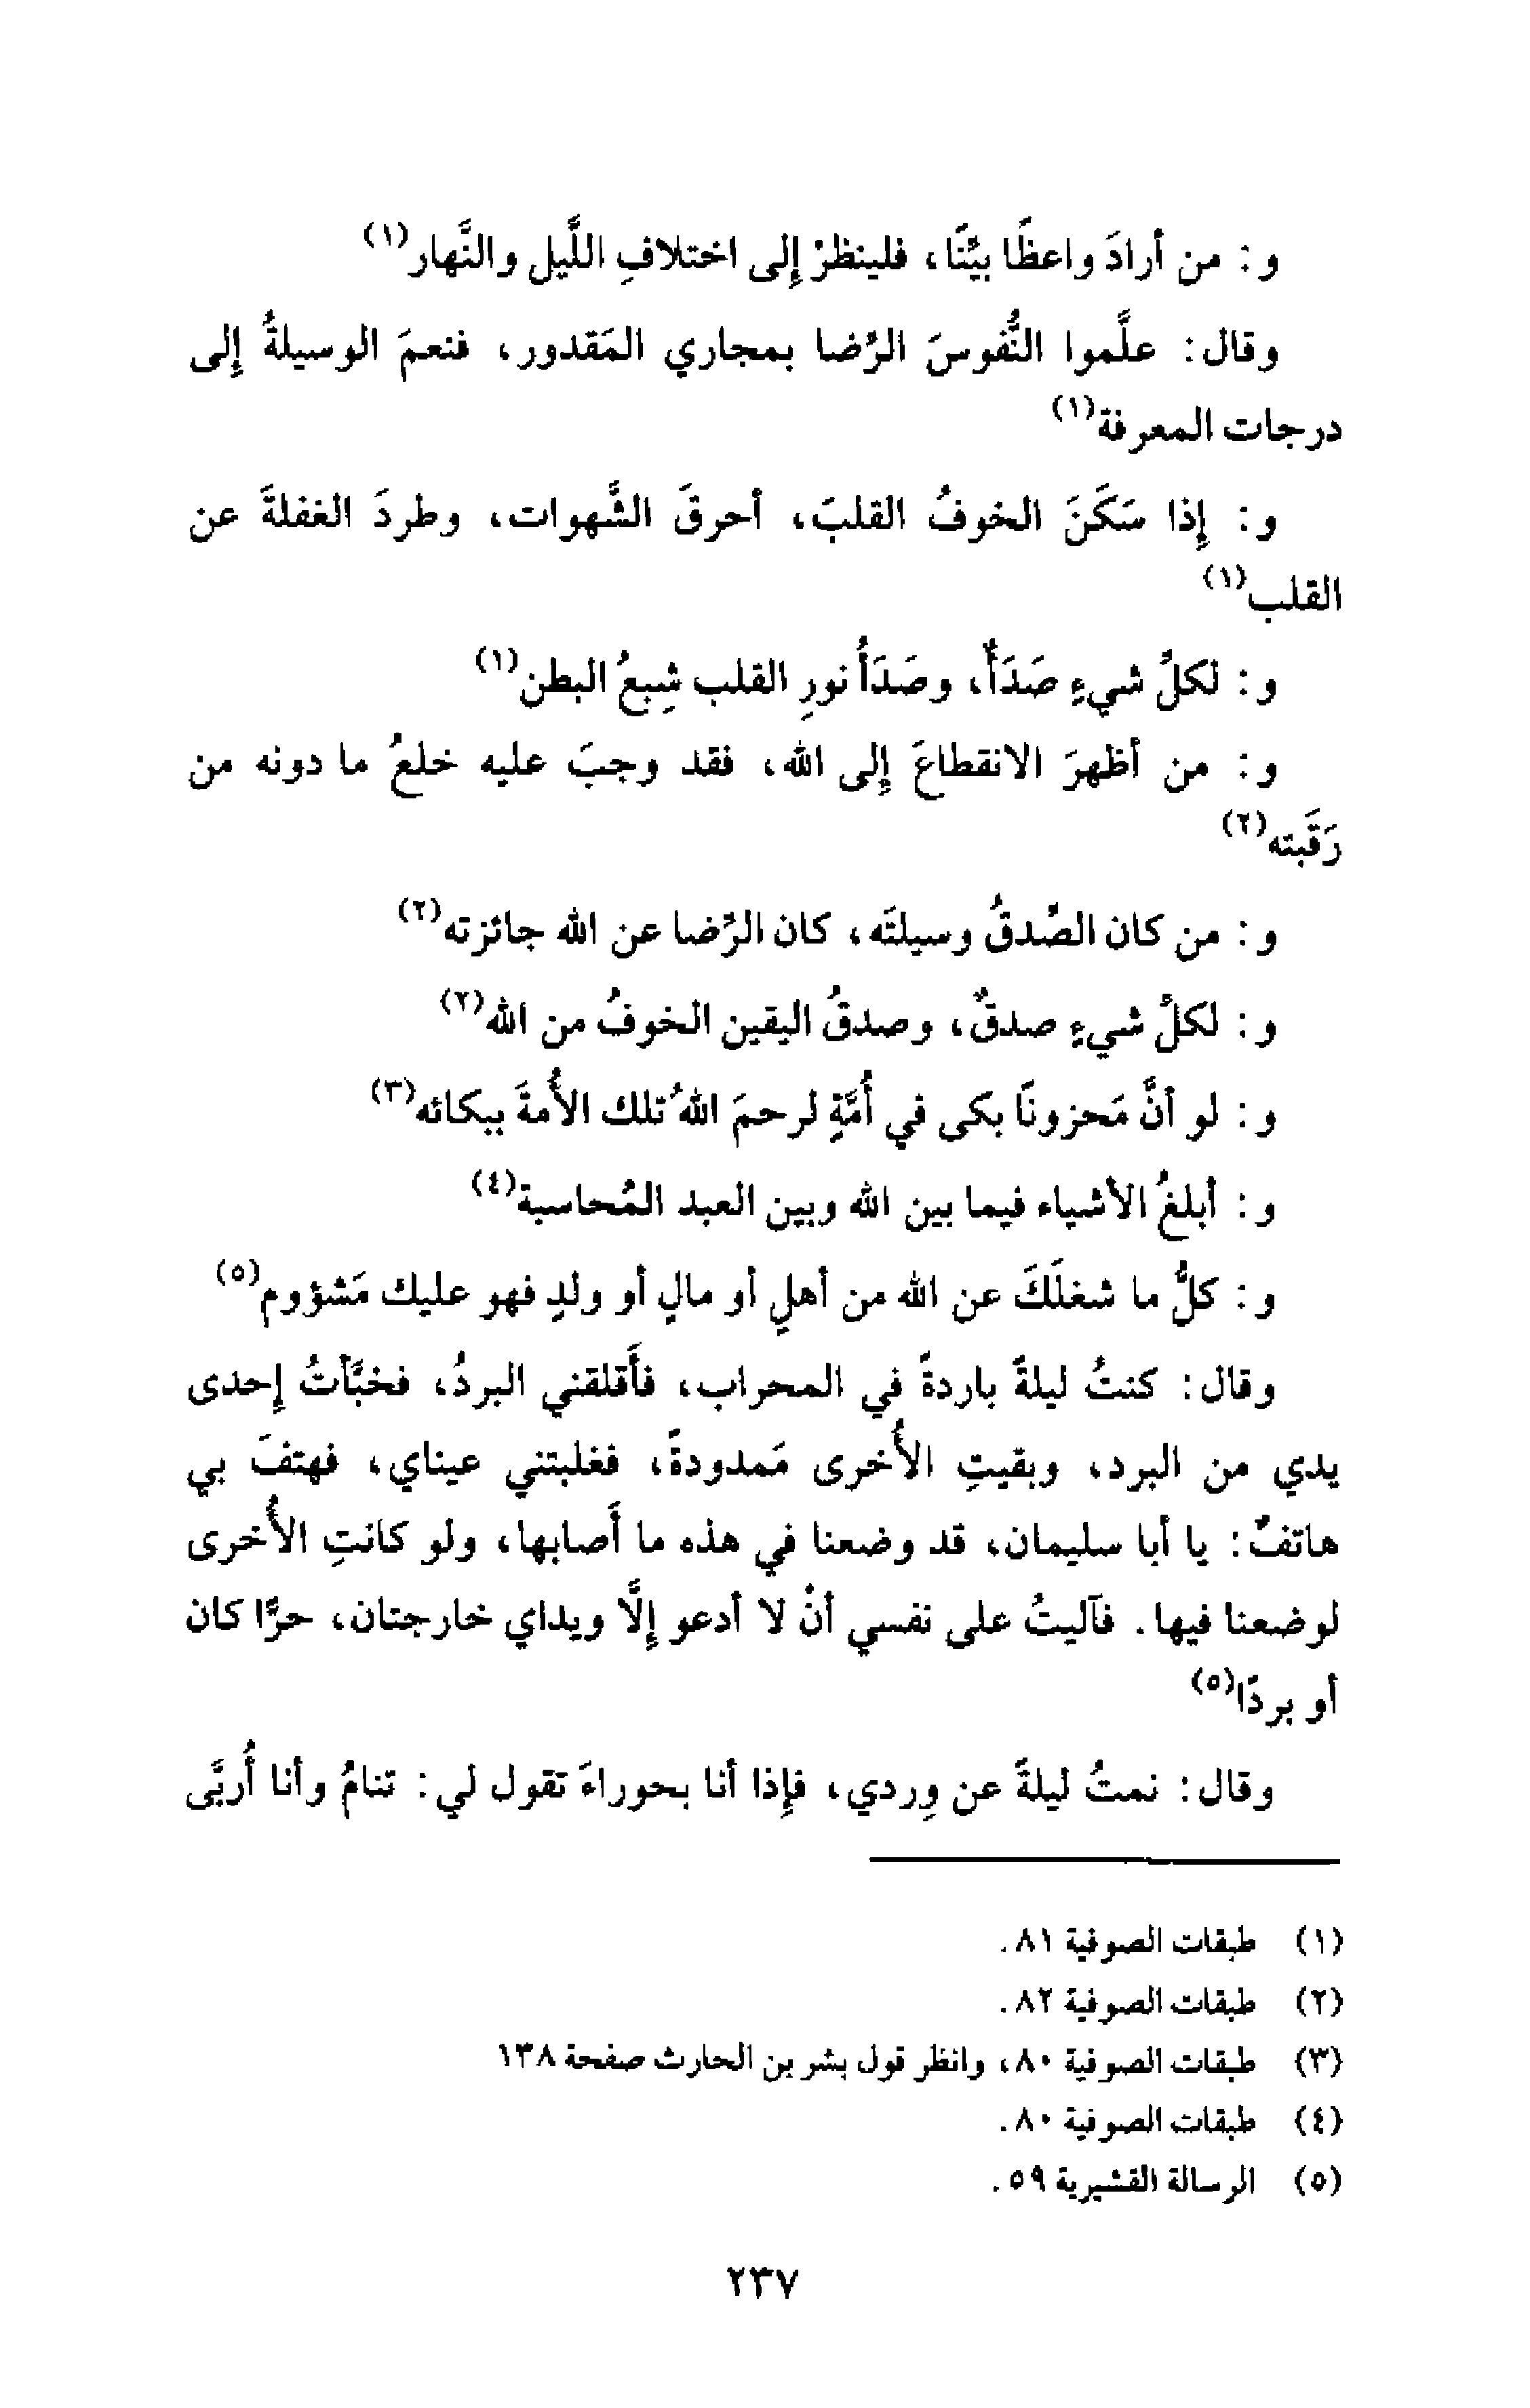 و : من أرادَ واعظًا بيِّنًا، فلينظرْ إلى اختلافِ اللَّيل والنَّهار(١)
وقال : علِّموا النُّفوسَ الرِّضا بمجاري المَقدور، فنعمَ الوسيلةُ إلى
درجات المعرفة(١)
و : إذا سَكَنَ الخوفُ القلبَ، أحرقَ الشَّهوات، وطردَ الغفلةَ عن
القلب(١)
و : لكلِّ شيءٍ صَدَأٌ، وصَدَأُ نورِ القلب شِبعُ البطن(١)
و : من أظهرَ الانقطاعَ إلى الله، فقد وجبَ عليه خلعُ ما دونه من
رَقَبته(٢)
و : من كان الصِّدقُ وسيلتَه، كان الرِّضا عن الله جائزته(٢)
و : لكلِّ شيءٍ صدقٌ، وصدقُ اليقين الخوفُ من الله(٢)
و : لو أنَّ مَحزونًا بكى في أُمَّةٍ لرحمَ اللهُ تلك الأُمةَ ببكائه(٣)
و : أبلغُ الأشياء فيما بين الله وبين العبد المُحاسبة(٤)
و : كلُّ ما شغلَكَ عن الله من أهلٍ أو مالٍ أو ولدٍ فهو عليك مَشؤوم(٥)
وقال : كنتُ ليلةً باردةً في المحراب، فأَقلقني البردُ، فخبَّأتُ إحدى
يدي من البرد، وبقيتِ الأُخرى مَمدودةً، فغلبتني عيناي، فهتفَ بي
هاتفٌ : يا أبا سليمان، قد وضعنا في هذه ما أَصابها، ولو كانتِ الأُخرى
لوضعنا فيها. فآليتُ على نفسي أنْ لا أدعو إلَّا ويداي خارجتان، حرًّا كان
أو بردًا(٥)
وقال : نمتُ ليلةً عن وِردي، فإذا أنا بحوراءَ تقول لي : تنامُ وأنا أُربَّى
(١) طبقات الصوفية ٨١.
(٢) طبقات الصوفية ٨٢.
(٣) طبقات الصوفية ٨٠، وانظر قول بشر بن الحارث صفحة ١٣٨
(٤) طبقات الصوفية ٨٠.
(٥) الرسالة القشيرية ٥٩.
٢٣٧